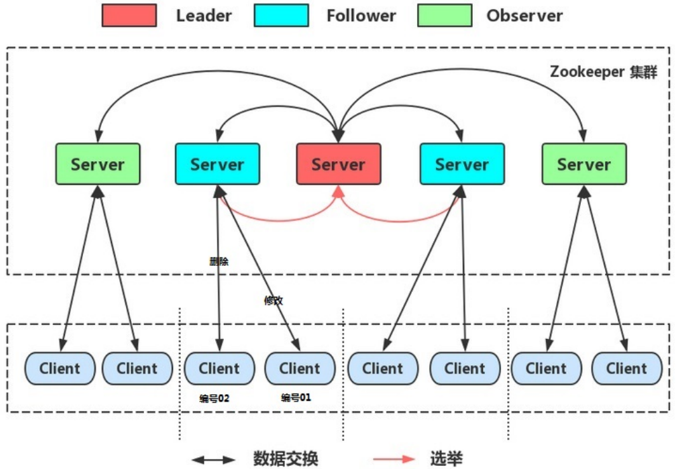 Leader Follower Observer
Zookeeper 集群
Server Server Server Server Server
删除
修改
Client Client Client Client Client Client Client Client
编号02 编号01
数据交换 选举